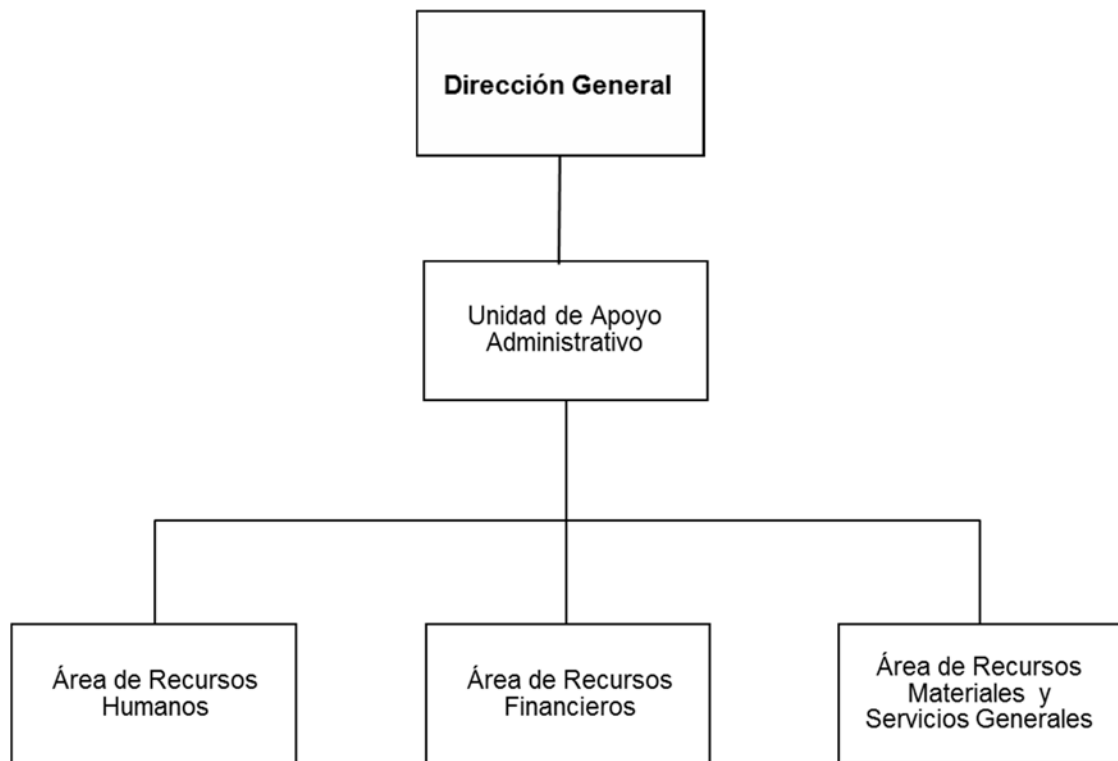 Dirección General
Unidad de Apoyo
Administrativo
Área de Recursos
Humanos
Área de Recursos
Financieros
Área de Recursos
Materiales y
Servicios Generales